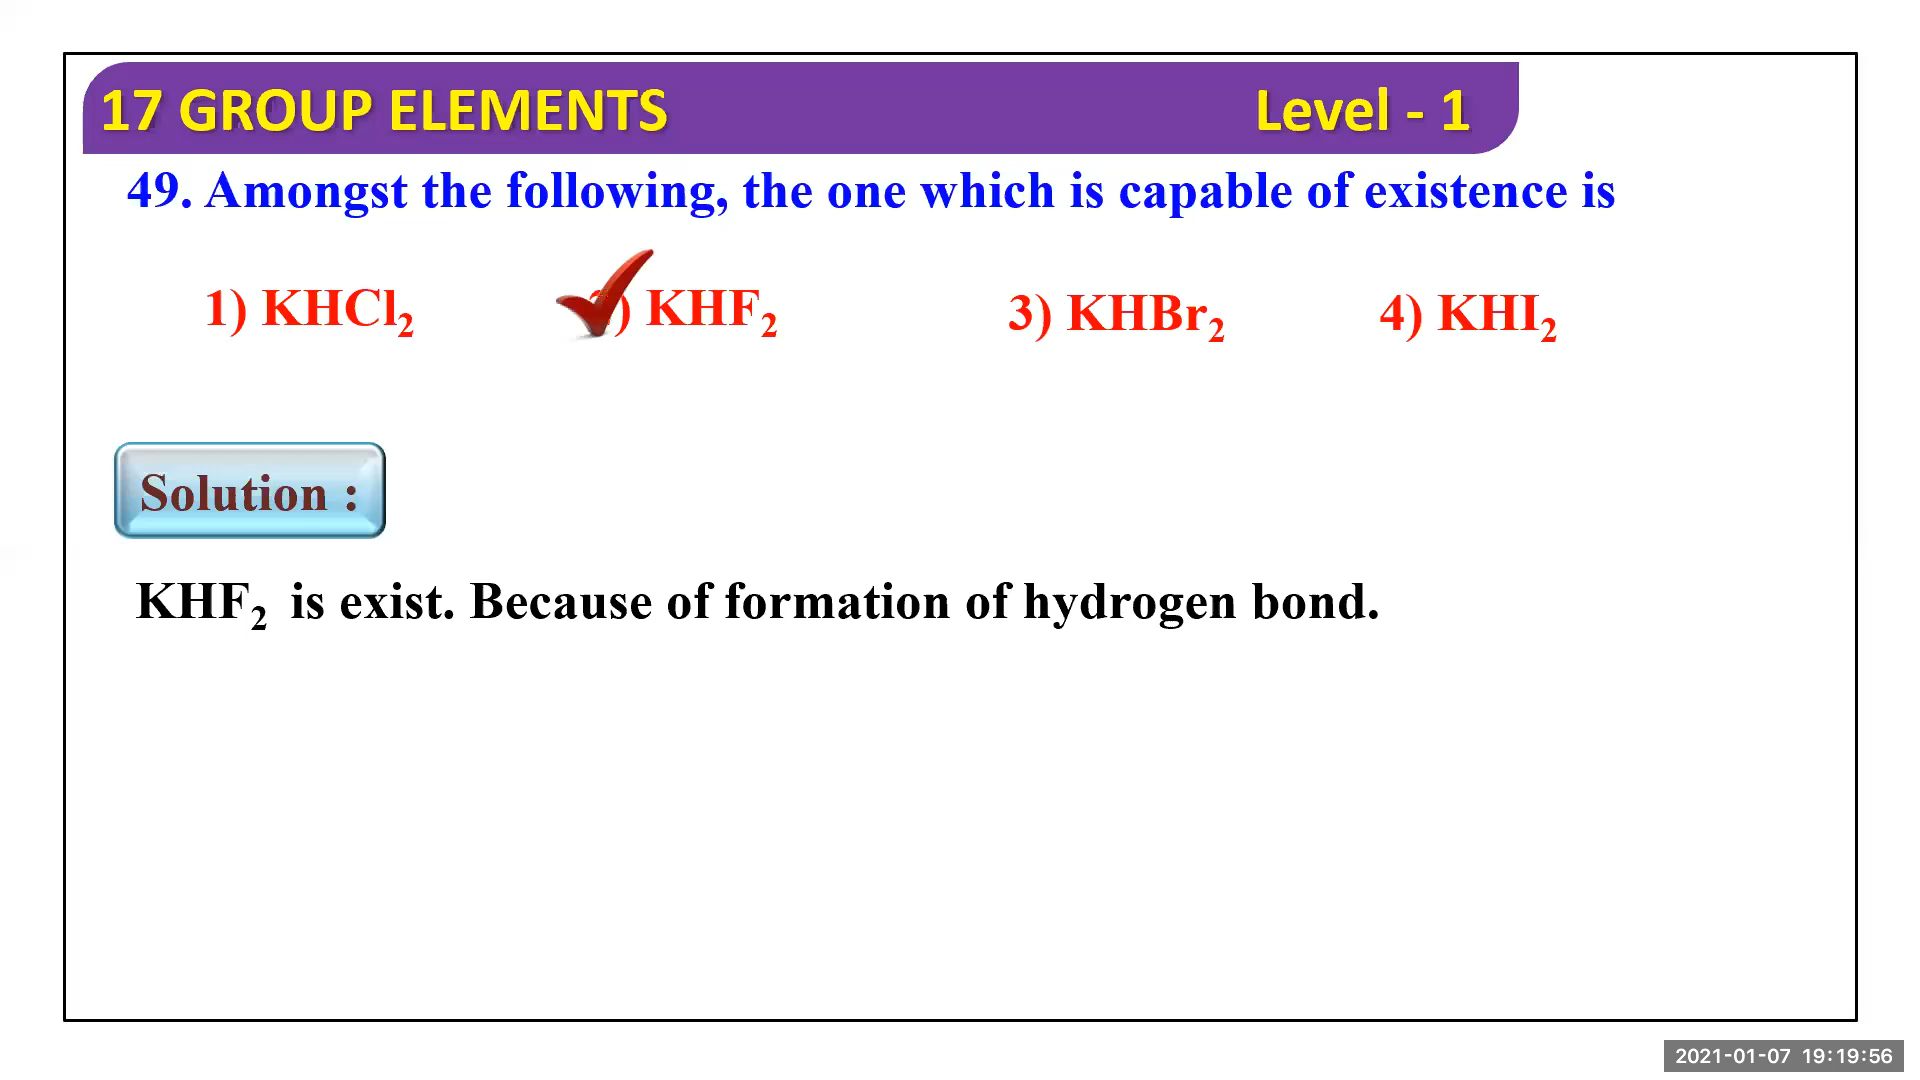 17 GROUP ELEMENTS Level - 1
49. Amongst the following, the one which is capable of existence is
1) KHCl₂ 2) KHF₂ 3) KHBr₂ 4) KHI₂
Solution :
KHF₂ is exist. Because of formation of hydrogen bond.
2021-01-07 19:19:56